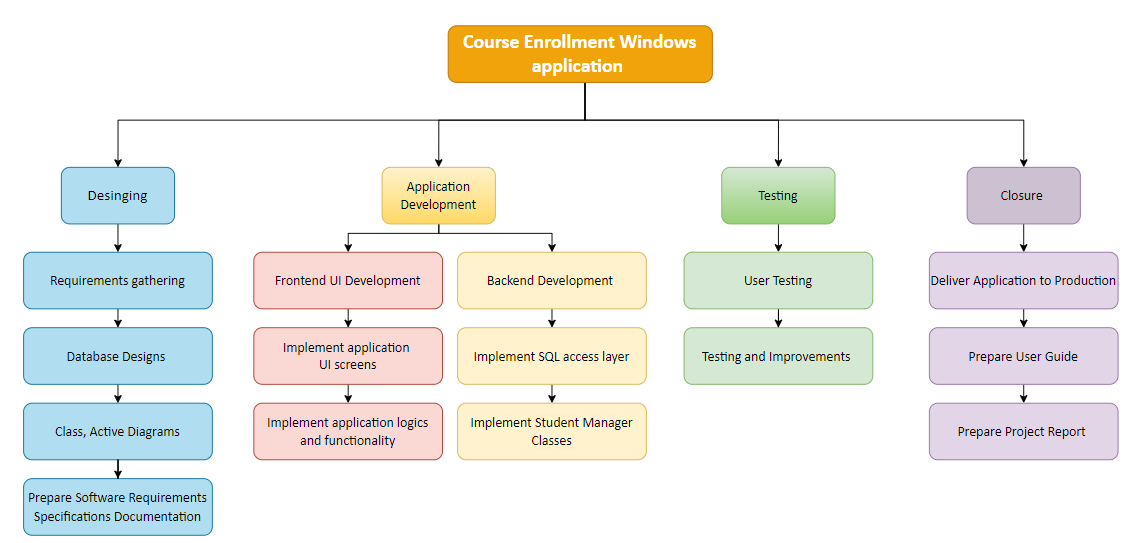 Course Enrollment Windows
application
Desinging
Application
Development
Testing
Closure
Requirements gathering
Frontend UI Development
Backend Development
User Testing
Deliver Application to Production
Database Designs
Implement application
UI screens
Implement SQL access layer
Testing and Improvements
Prepare User Guide
Class, Active Diagrams
Implement application logics
and functionality
Implement Student Manager
Classes
Prepare Project Report
Prepare Software Requirements
Specifications Documentation